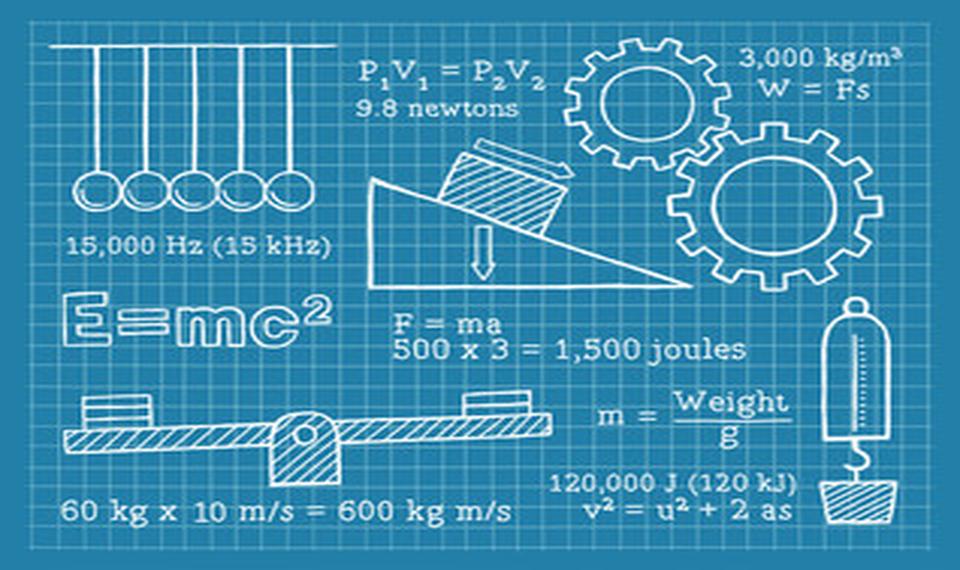 P₁V₁ = P₂V₂
9.8 newtons
3,000 kg/m³
W = Fs
15,000 Hz (15 kHz)
E=mc²
F = ma
500 x 3 = 1,500 joules
m = Weight
g
120,000 J (120 kJ)
v² = u² + 2 as
60 kg x 10 m/s = 600 kg m/s